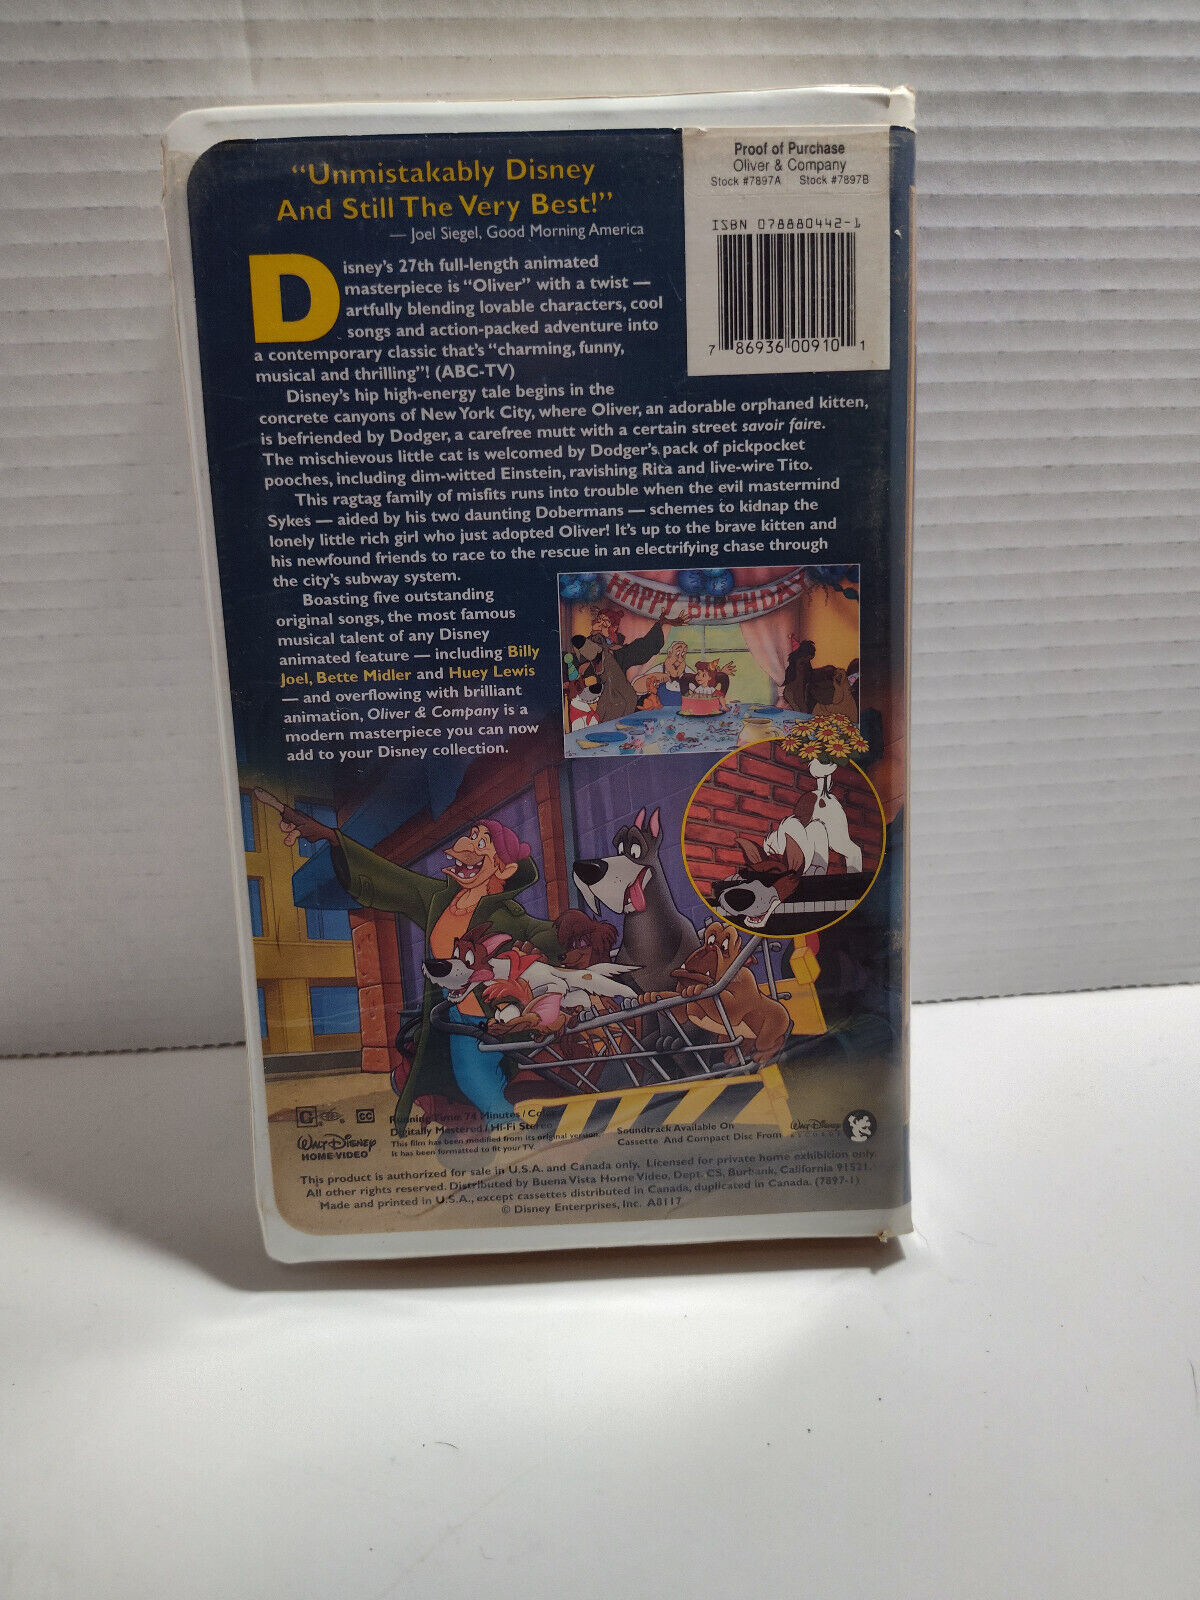 “Unmistakably Disney
And Still The Very Best!”
— Joel Siegel, Good Morning America
Proof of Purchase
Oliver & Company
Stock #7897A Stock #7897B
ISBN 078880442-1
7 86936 00910 1
Disney’s 27th full-length animated
masterpiece is “Oliver” with a twist —
artfully blending lovable characters, cool
songs and action-packed adventure into
a contemporary classic that’s “charming, funny,
musical and thrilling”! (ABC-TV)
Disney’s hip high-energy tale begins in the
concrete canyons of New York City, where Oliver, an adorable orphaned kitten,
is befriended by Dodger, a carefree mutt with a certain street savoir faire.
The mischievous little cat is welcomed by Dodger’s pack of pickpocket
pooches, including dim-witted Einstein, ravishing Rita and live-wire Tito.
This ragtag family of misfits runs into trouble when the evil mastermind
Sykes — aided by his two daunting Dobermans — schemes to kidnap the
lonely little rich girl who just adopted Oliver! It’s up to the brave kitten and
his newfound friends to race to the rescue in an electrifying chase through
the city’s subway system.
Boasting five outstanding
original songs, the most famous
musical talent of any Disney
animated feature — including Billy
Joel, Bette Midler and Huey Lewis
— and overflowing with brilliant
animation, Oliver & Company is a
modern masterpiece you can now
add to your Disney collection.
HAPPY BIRTHDAY
G CC
Running Time: 74 Minutes / Color
Digitally Mastered / Hi-Fi Stereo
This film has been modified from its original version.
It has been formatted to fit your TV.
Walt Disney
HOME VIDEO
Soundtrack Available On
Cassette And Compact Disc From
Walt Disney
RECORDS
This product is authorized for sale in U.S.A. and Canada only. Licensed for private home exhibition only.
All other rights reserved. Distributed by Buena Vista Home Video, Dept. CS, Burbank, California 91521.
Made and printed in U.S.A., except cassettes distributed in Canada, duplicated in Canada. (7897-1)
© Disney Enterprises, Inc. A8117